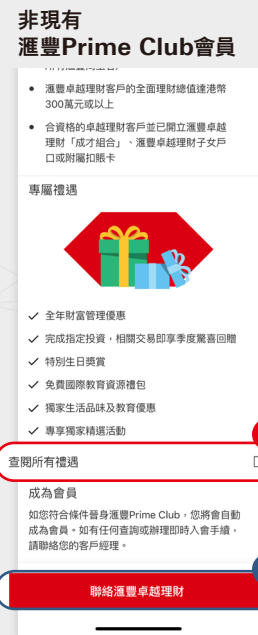 非現有
滙豐Prime Club會員
滙豐卓越理財客戶的全面理財總值達港幣
300萬元或以上
合資格的卓越理財客戶並已開立滙豐卓越
理財「成才組合」、滙豐卓越理財子女戶
口或附屬扣賬卡
專屬禮遇
全年財富管理優惠
完成指定投資，相關交易即享季度驚喜回贈
特別生日獎賞
免費國際教育資源禮包
獨家生活品味及教育優惠
專享獨家精選活動
查閱所有禮遇
成為會員
如您符合條件晉身滙豐Prime Club，您將會自動
成為會員。如有任何查詢或辦理即時入會手續，
請聯絡您的客戶經理。
聯絡滙豐卓越理財